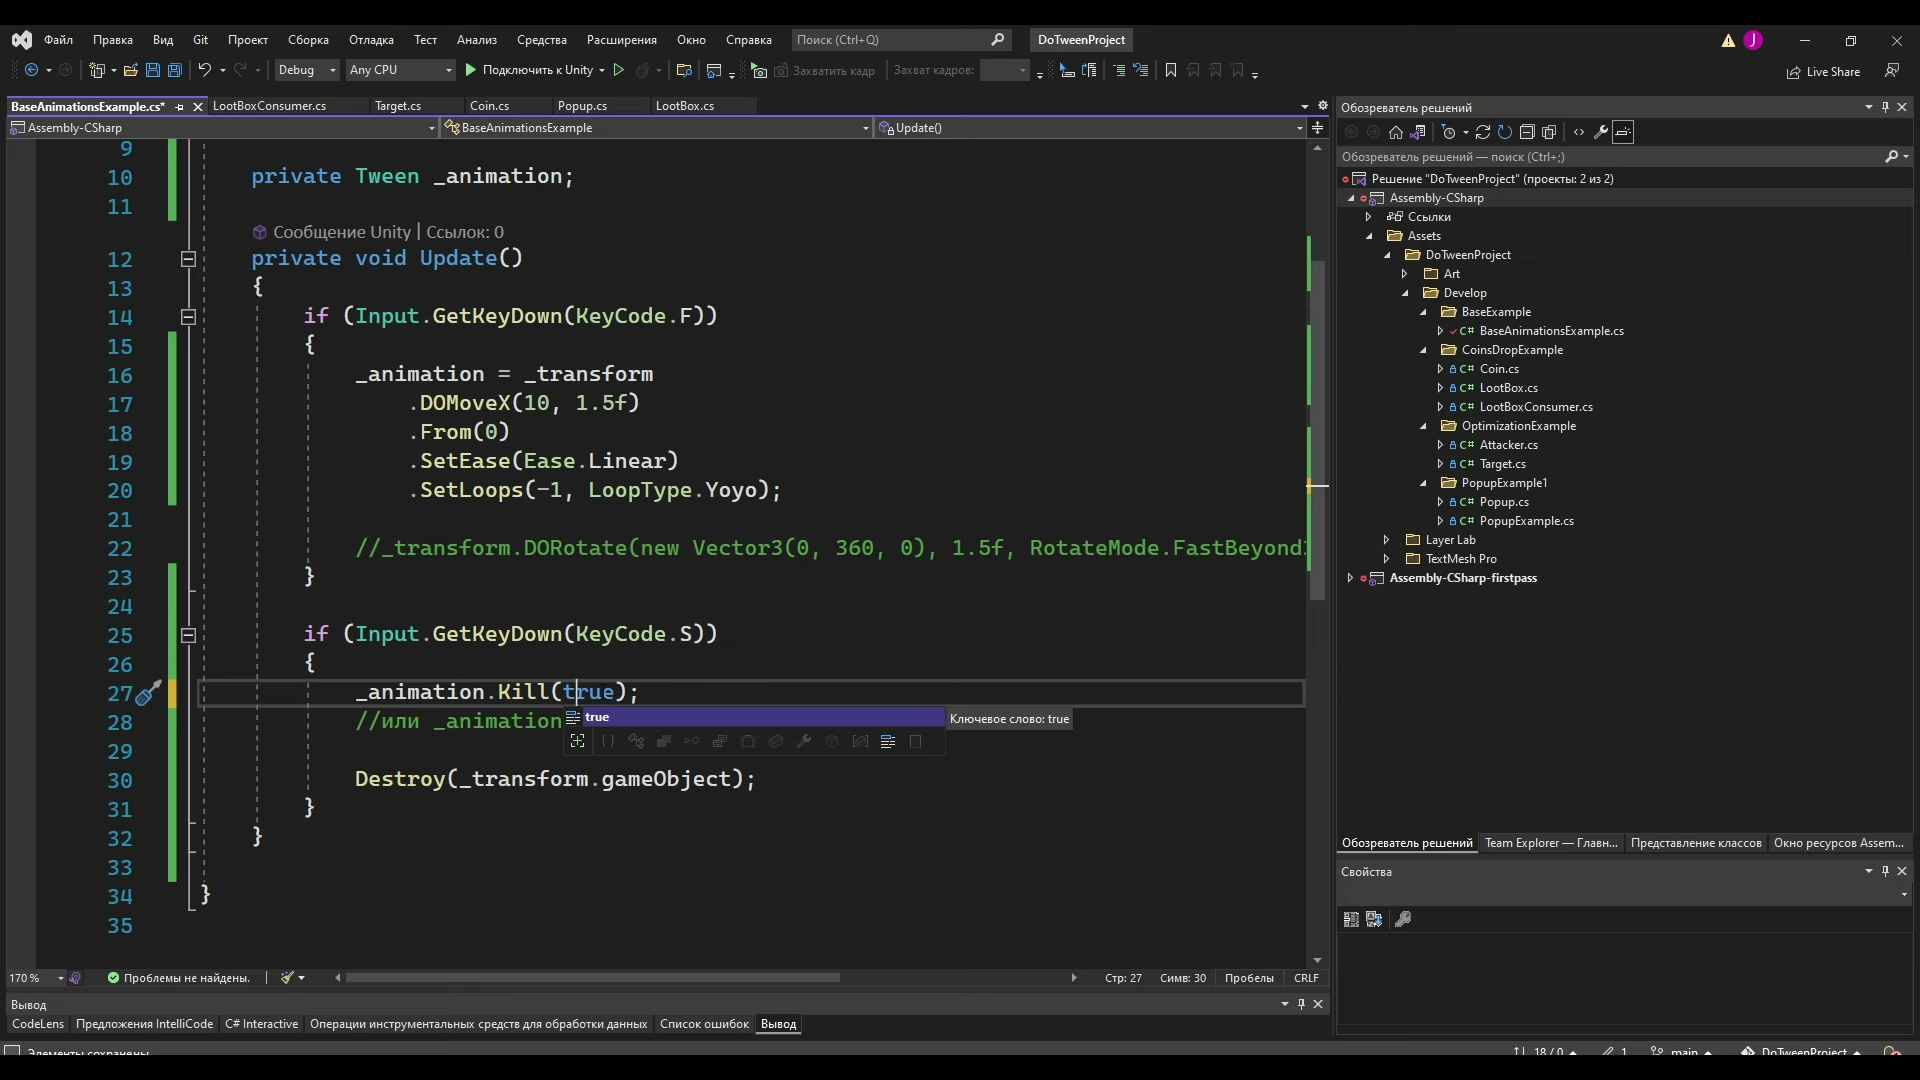 Файл Правка Вид Git Проект Сборка Отладка Тест Анализ Средства Расширения Окно Справка Поиск (Ctrl+Q) DoTweenProject J
Debug Any CPU Подключить к Unity Захватить кадр Захват кадров: Live Share
BaseAnimationsExample.cs* LootBoxConsumer.cs Target.cs Coin.cs Popup.cs LootBox.cs
Assembly-CSharp BaseAnimationsExample Update()
9
10 private Tween _animation;
11
Сообщение Unity | Ссылок: 0
12 private void Update()
13 {
14 if (Input.GetKeyDown(KeyCode.F))
15 {
16 _animation = _transform
17 .DOMoveX(10, 1.5f)
18 .From(0)
19 .SetEase(Ease.Linear)
20 .SetLoops(-1, LoopType.Yoyo);
21
22 //_transform.DORotate(new Vector3(0, 360, 0), 1.5f, RotateMode.FastBeyond
23 }
24
25 if (Input.GetKeyDown(KeyCode.S))
26 {
27 _animation.Kill(true);
28 //или _animation
true
Ключевое слово: true
29
30 Destroy(_transform.gameObject);
31 }
32 }
33
34 }
35
170 % Проблемы не найдены. Стр: 27 Симв: 30 Пробелы CRLF
Вывод
CodeLens Предложения IntelliCode C# Interactive Операции инструментальных средств для обработки данных Список ошибок Вывод
Элементы сохранены
18 / 0 1 main DoTweenProject
Обозреватель решений
Обозреватель решений — поиск (Ctrl+;)
Решение "DoTweenProject" (проекты: 2 из 2)
Assembly-CSharp
Ссылки
Assets
DoTweenProject
Art
Develop
BaseExample
C# BaseAnimationsExample.cs
CoinsDropExample
C# Coin.cs
C# LootBox.cs
C# LootBoxConsumer.cs
OptimizationExample
C# Attacker.cs
C# Target.cs
PopupExample1
C# Popup.cs
C# PopupExample.cs
Layer Lab
TextMesh Pro
Assembly-CSharp-firstpass
Обозреватель решений Team Explorer — Главн... Представление классов Окно ресурсов Assem...
Свойства